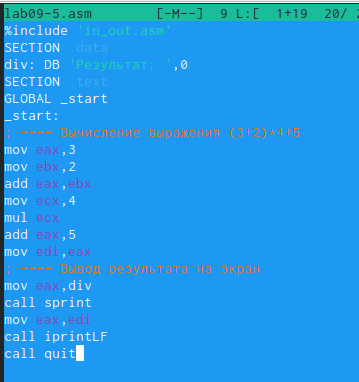 lab09-5.asm [-M--] 9 L:[ 1+19 20/
%include 'in_out.asm'
SECTION .data
div: DB 'Результат: ',0
SECTION .text
GLOBAL _start
_start:
; ---- Вычисление выражения (3+2)*4+5
mov eax,3
mov ebx,2
add eax,ebx
mov ecx,4
mul ecx
add eax,5
mov edi,eax
; ---- Вывод результата на экран
mov eax,div
call sprint
mov eax,edi
call iprintLF
call quit